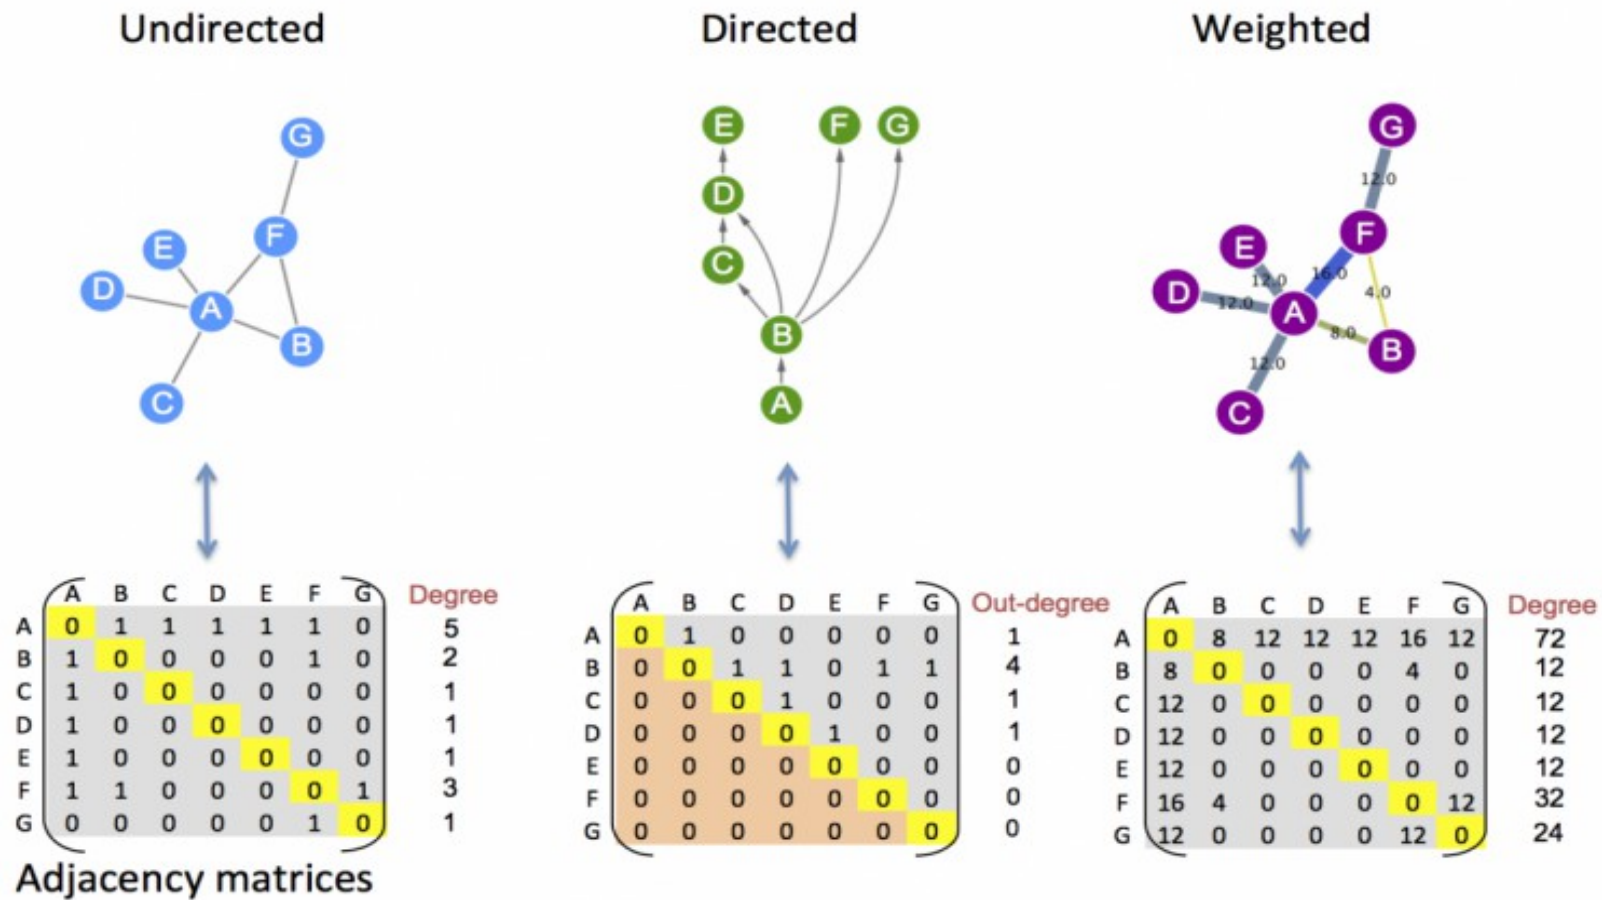 Undirected
Directed
Weighted
G
F
E
D
A
B
C
E
F
G
D
C
B
A
G
12.0
F
E
12.0
16.0
D
12.0
4.0
A
8.0
B
12.0
C
A B C D E F G Degree
A 0 1 1 1 1 1 0 5
B 1 0 0 0 0 1 0 2
C 1 0 0 0 0 0 0 1
D 1 0 0 0 0 0 0 1
E 1 0 0 0 0 0 0 1
F 1 1 0 0 0 0 1 3
G 0 0 0 0 0 1 0 1
A B C D E F G Out-degree
A 0 1 0 0 0 0 0 1
B 0 0 1 1 0 1 1 4
C 0 0 0 1 0 0 0 1
D 0 0 0 0 1 0 0 1
E 0 0 0 0 0 0 0 0
F 0 0 0 0 0 0 0 0
G 0 0 0 0 0 0 0 0
A B C D E F G Degree
A 0 8 12 12 12 16 12 72
B 8 0 0 0 0 4 0 12
C 12 0 0 0 0 0 0 12
D 12 0 0 0 0 0 0 12
E 12 0 0 0 0 0 0 12
F 16 4 0 0 0 0 12 32
G 12 0 0 0 0 12 0 24
Adjacency matrices